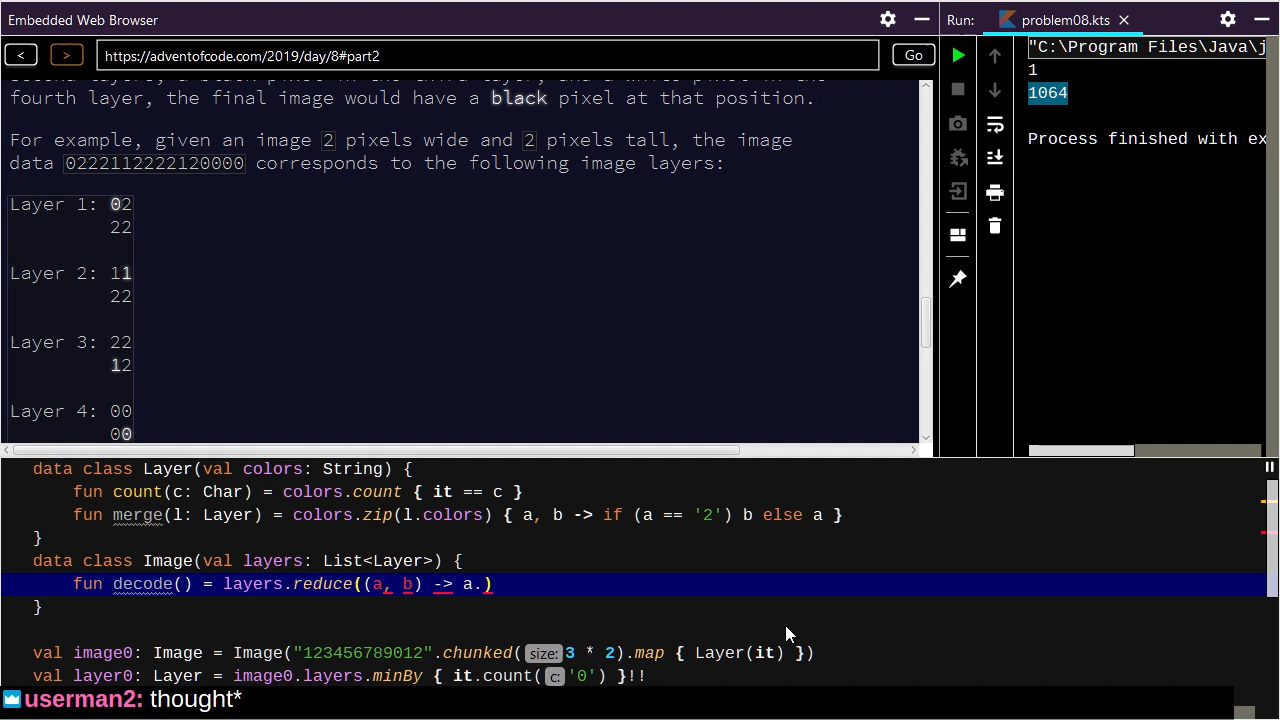 Embedded Web Browser
Run: problem08.kts
< > https://adventofcode.com/2019/day/8#part2 Go
fourth layer, the final image would have a black pixel at that position.
For example, given an image 2 pixels wide and 2 pixels tall, the image
data 0222112222120000 corresponds to the following image layers:
Layer 1: 02
22
Layer 2: 11
22
Layer 3: 22
12
Layer 4: 00
00
"C:\Program Files\Java\j
1
1064
Process finished with ex
data class Layer(val colors: String) {
fun count(c: Char) = colors.count { it == c }
fun merge(l: Layer) = colors.zip(l.colors) { a, b -> if (a == '2') b else a }
}
data class Image(val layers: List<Layer>) {
fun decode() = layers.reduce((a, b) -> a.)
}
val image0: Image = Image("123456789012".chunked( size: 3 * 2).map { Layer(it) })
val layer0: Layer = image0.layers.minBy { it.count( c: '0') }!!
userman2: thought*